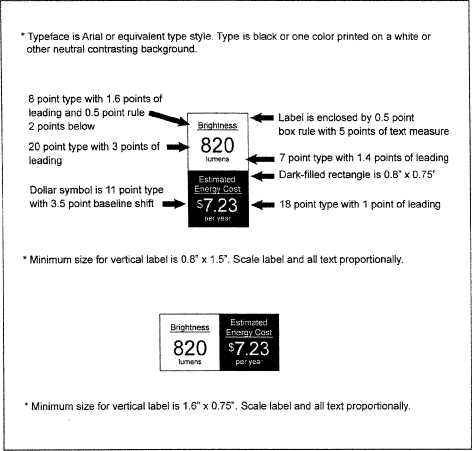 * Typeface is Arial or equivalent type style. Type is black or one color printed on a white or
other neutral contrasting background.
8 point type with 1.6 points of
leading and 0.5 point rule
2 points below
20 point type with 3 points of
leading
Dollar symbol is 11 point type
with 3.5 point baseline shift
Brightness
820
lumens
Estimated
Energy Cost
$7.23
per year
Label is enclosed by 0.5 point
box rule with 5 points of text measure
7 point type with 1.4 points of leading
Dark-filled rectangle is 0.8" x 0.75"
18 point type with 1 point of leading
* Minimum size for vertical label is 0.8" x 1.5". Scale label and all text proportionally.
Brightness
820
lumens
Estimated
Energy Cost
$7.23
per year
* Minimum size for vertical label is 1.6" x 0.75". Scale label and all text proportionally.